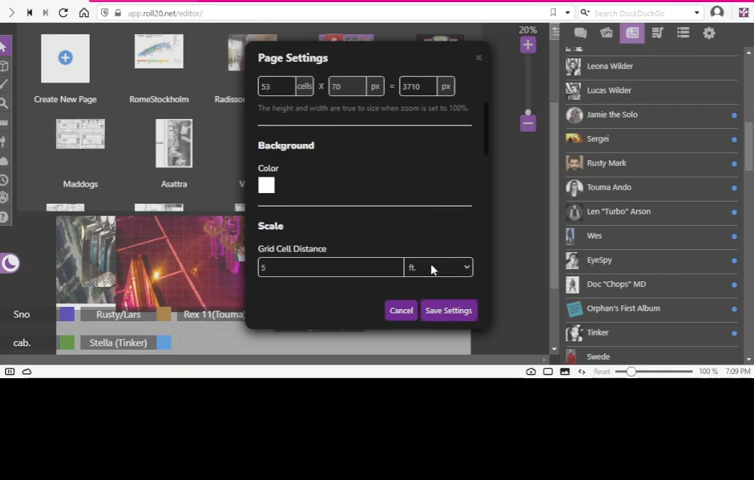 app.roll20.net/editor/
Search DuckDuckGo
20%
Create New Page
RomeStockholm
Maddogs
Asattra
Page Settings
×
53 cells X 70 px = 3710 px
The height and width are true to size when zoom is set to 100%.
Background
Color
Scale
Grid Cell Distance
5 ft.
Cancel Save Settings
Sno Rusty/Lars Rex 11(Touma)
cab. Stella (Tinker)
Leona Wilder
Lucas Wilder
Jamie the Solo
Sergei
Rusty Mark
Touma Ando
Len "Turbo" Arson
Wes
EyeSpy
Doc "Chops" MD
Orphan's First Album
Tinker
Swede
Reset 100 % 7:09 PM